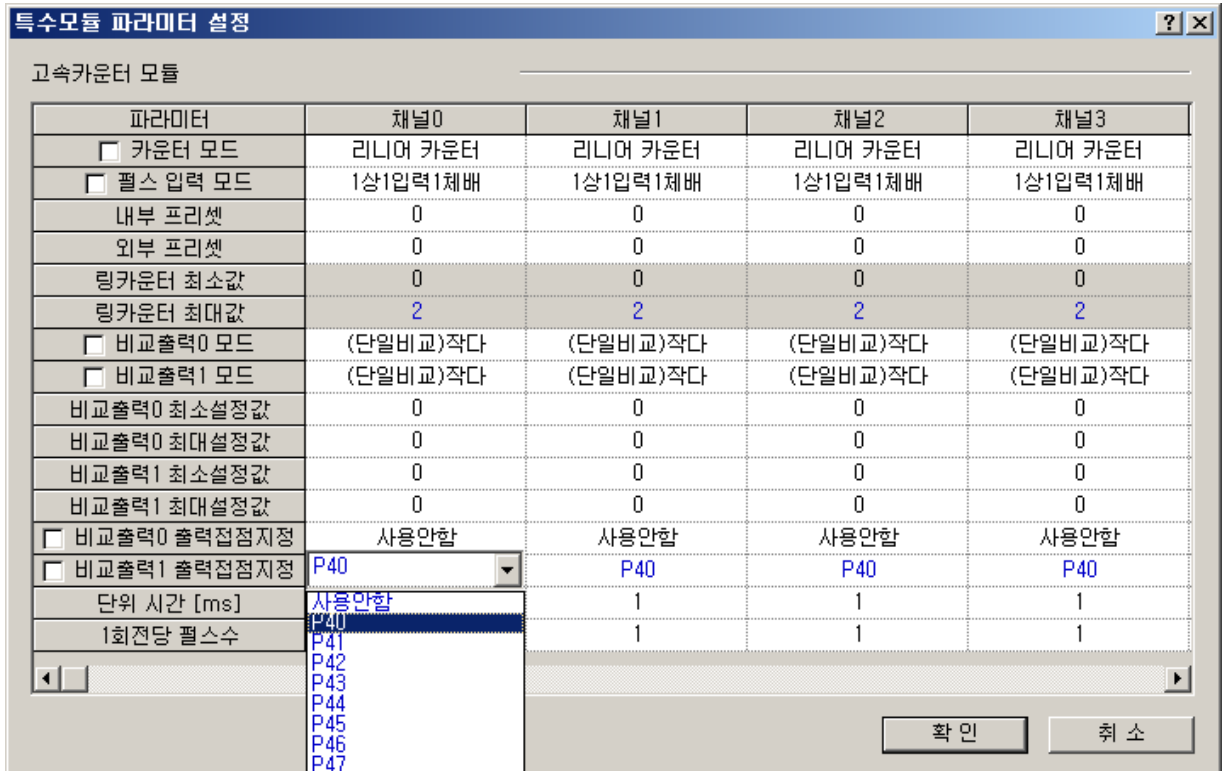 특수모듈 파라미터 설정
고속카운터 모듈
파라미터 채널0 채널1 채널2 채널3
카운터 모드 리니어 카운터 리니어 카운터 리니어 카운터 리니어 카운터
펄스 입력 모드 1상1입력1체배 1상1입력1체배 1상1입력1체배 1상1입력1체배
내부 프리셋 0 0 0 0
외부 프리셋 0 0 0 0
링카운터 최소값 0 0 0 0
링카운터 최대값 2 2 2 2
비교출력0 모드 (단일비교)작다 (단일비교)작다 (단일비교)작다 (단일비교)작다
비교출력1 모드 (단일비교)작다 (단일비교)작다 (단일비교)작다 (단일비교)작다
비교출력0 최소설정값 0 0 0 0
비교출력0 최대설정값 0 0 0 0
비교출력1 최소설정값 0 0 0 0
비교출력1 최대설정값 0 0 0 0
비교출력0 출력접점지정 사용안함 사용안함 사용안함 사용안함
비교출력1 출력접점지정 P40 P40 P40 P40
단위 시간 [ms] 1 1 1
1회전당 펄스수 1 1 1
사용안함
P40
P41
P42
P43
P44
P45
P46
P47
확 인 취 소